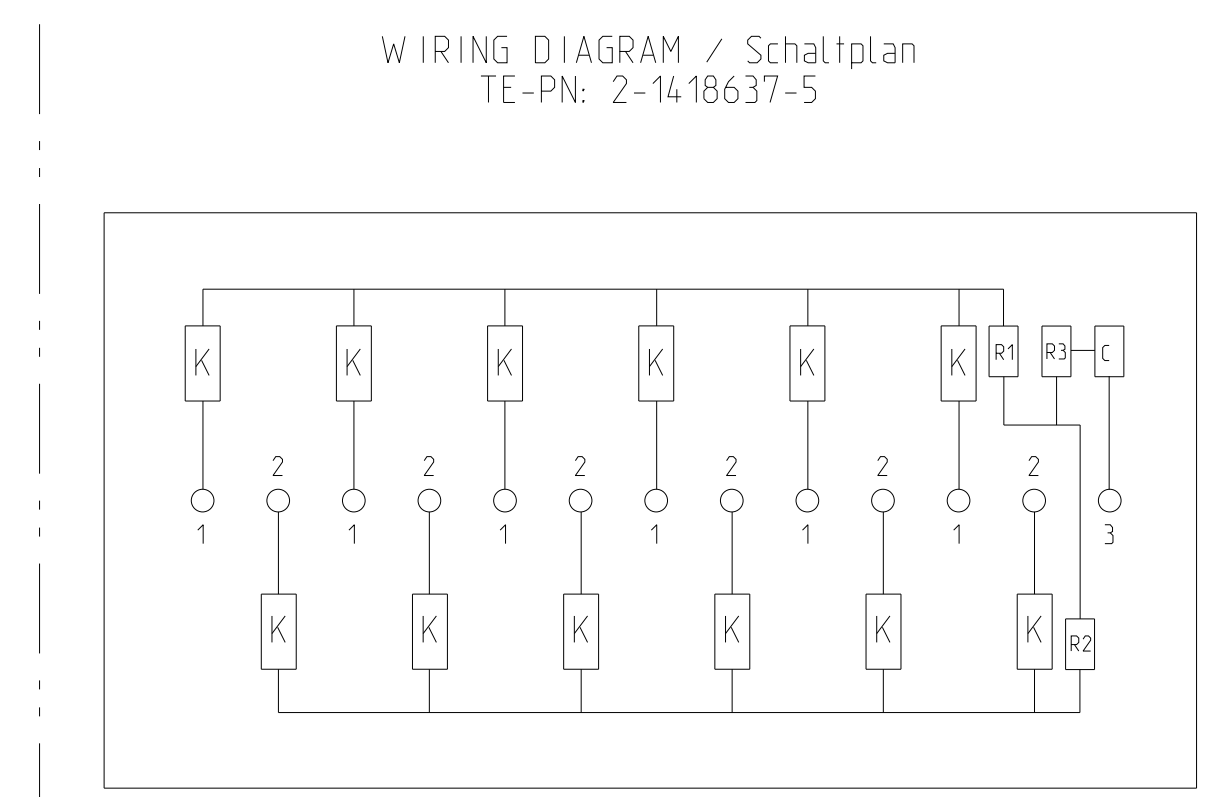 WIRING DIAGRAM / Schaltplan
TE-PN: 2-1418637-5
K K K K K K R1 R3 C
2 2 2 2 2 2
1 1 1 1 1 1 3
K K K K K K R2